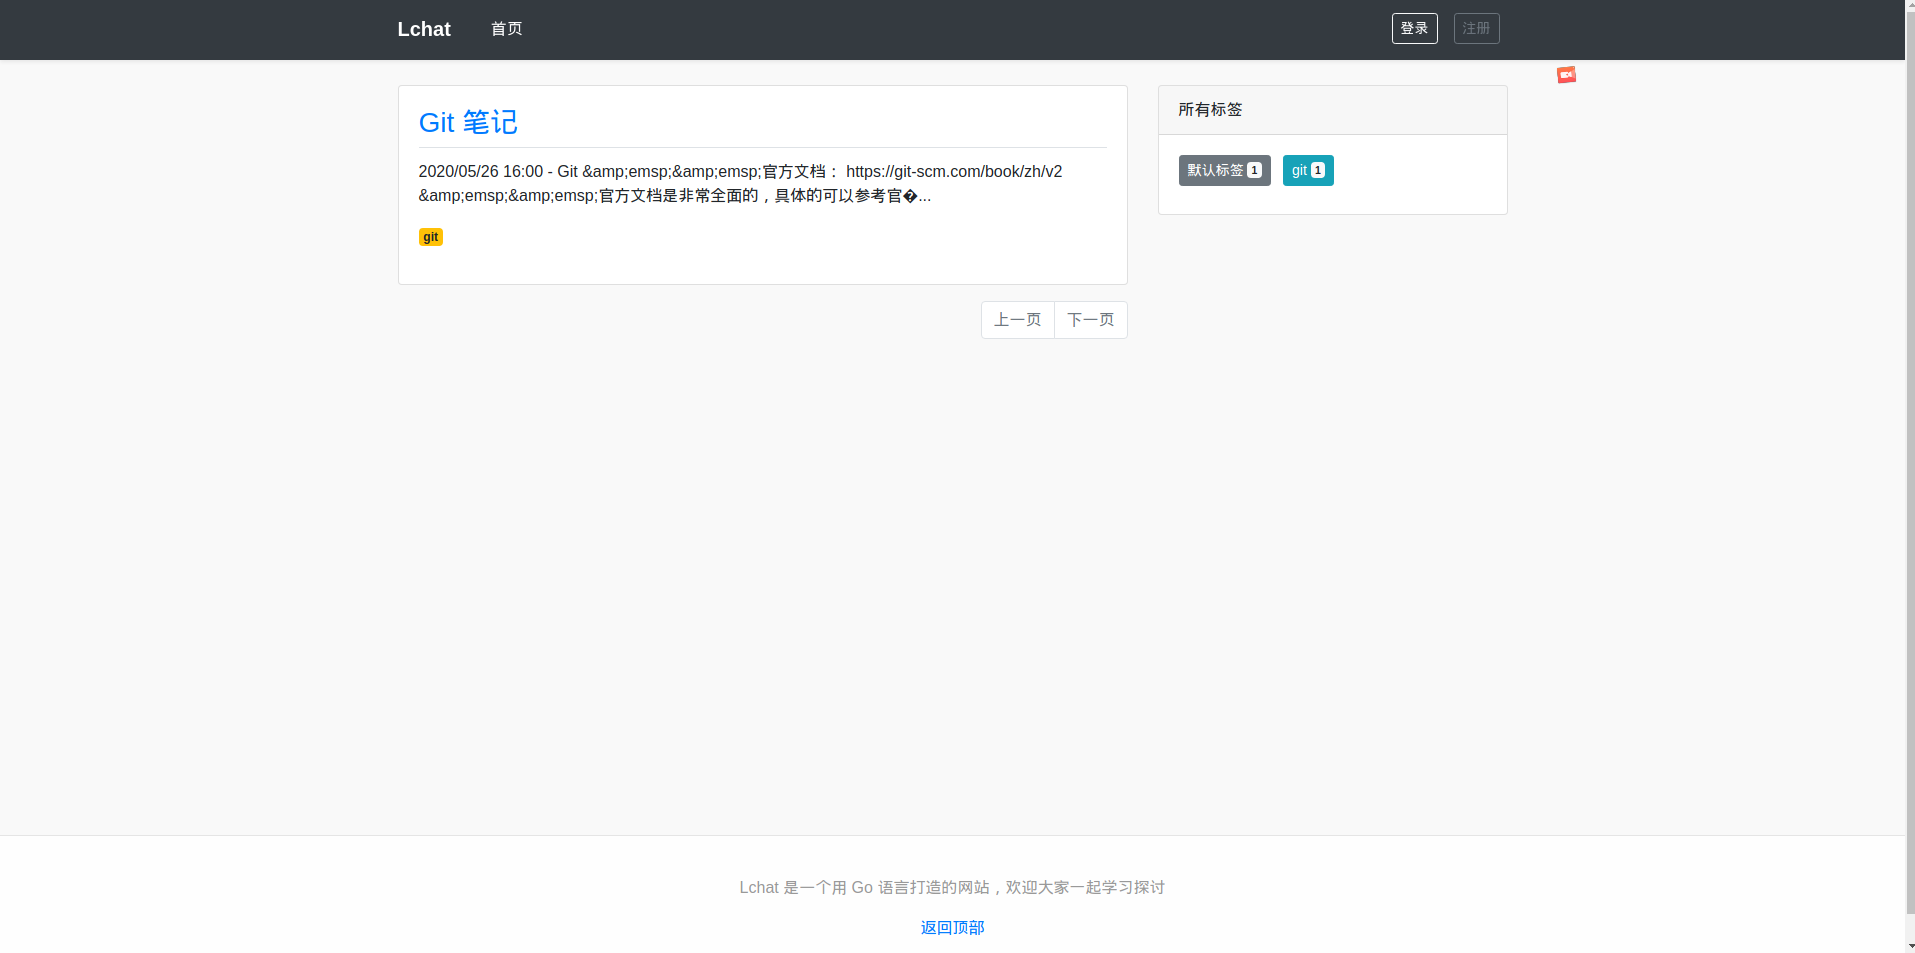 Lchat 首页 登录 注册
Git 笔记
2020/05/26 16:00 - Git &amp;emsp;&amp;emsp;官方文档： https://git-scm.com/book/zh/v2
&amp;emsp;&amp;emsp;官方文档是非常全面的，具体的可以参考官�...
git
上一页 下一页
所有标签
默认标签 1 git 1
Lchat 是一个用 Go 语言打造的网站，欢迎大家一起学习探讨
返回顶部